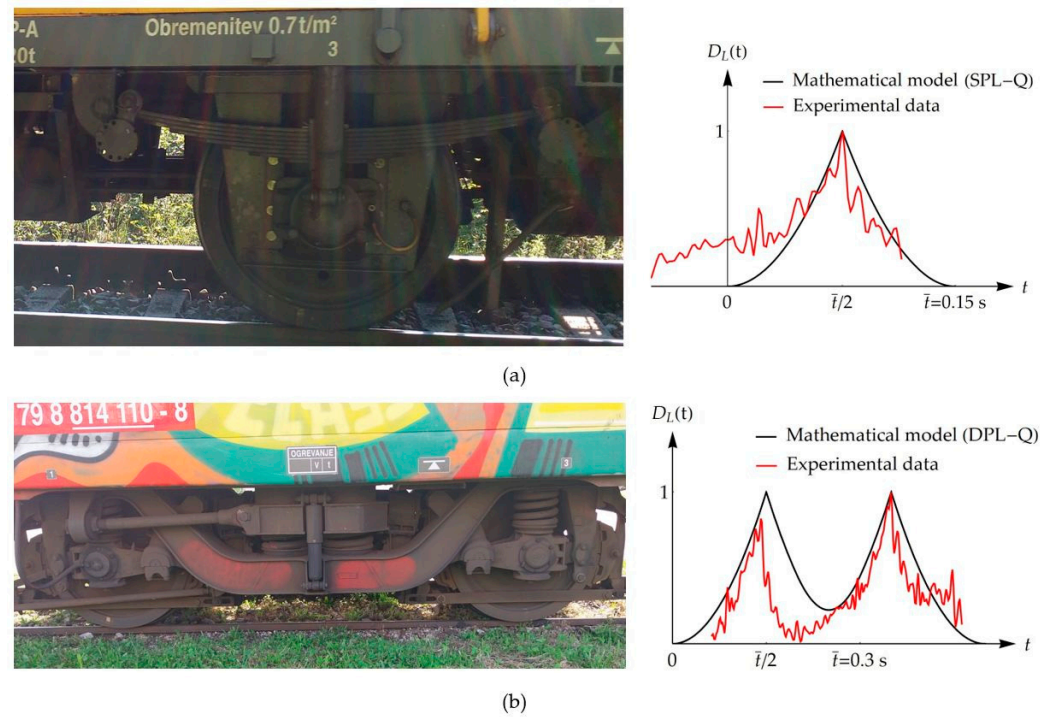 P-A
20t
Obremenitev 0.7t/m²
3
D_L(t)
Mathematical model (SPL-Q)
Experimental data
1
0
t̄/2
t̄=0.15 s
t
(a)
79 8 814 110 - 8
OGREVANJE
V t
1
3
D_L(t)
Mathematical model (DPL-Q)
Experimental data
1
0
t̄/2
t̄=0.3 s
t
(b)